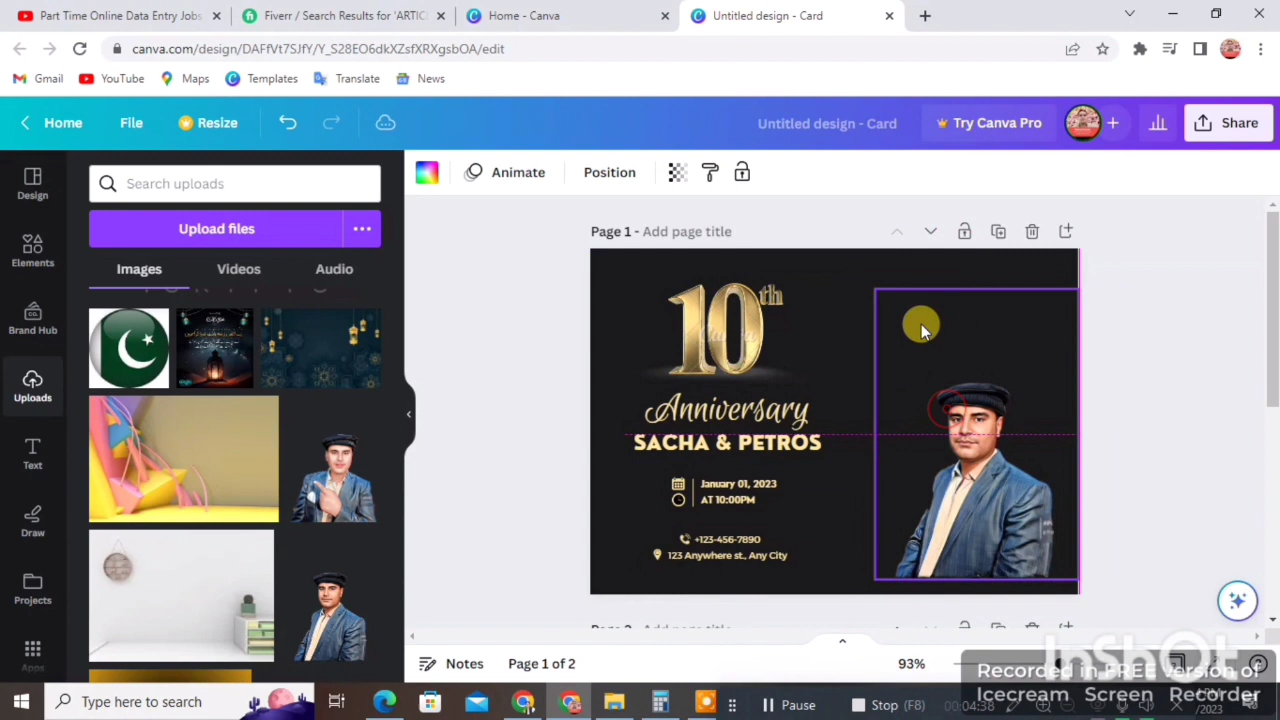 Part Time Online Data Entry Jobs
Fiverr / Search Results for 'ARTIC
Home - Canva
Untitled design - Card
canva.com/design/DAFfVt7SJfY/Y_S28EO6dkXZsfXRXgsbOA/edit
Gmail
YouTube
Maps
Templates
Translate
News
Home
File
Resize
Untitled design - Card
Try Canva Pro
Share
Design
Elements
Brand Hub
Uploads
Text
Draw
Projects
Apps
Search uploads
Upload files
Images
Videos
Audio
Animate
Position
Page 1 - Add page title
10th
Anniversary
SACHA & PETROS
January 01, 2023
AT 10:00PM
+123-456-7890
123 Anywhere st., Any City
Notes
Page 1 of 2
93%
InShOt
Recorded in FREE version of
Icecream Screen Recorder
Type here to search
Pause
Stop (F8)
00:04:38
/2023